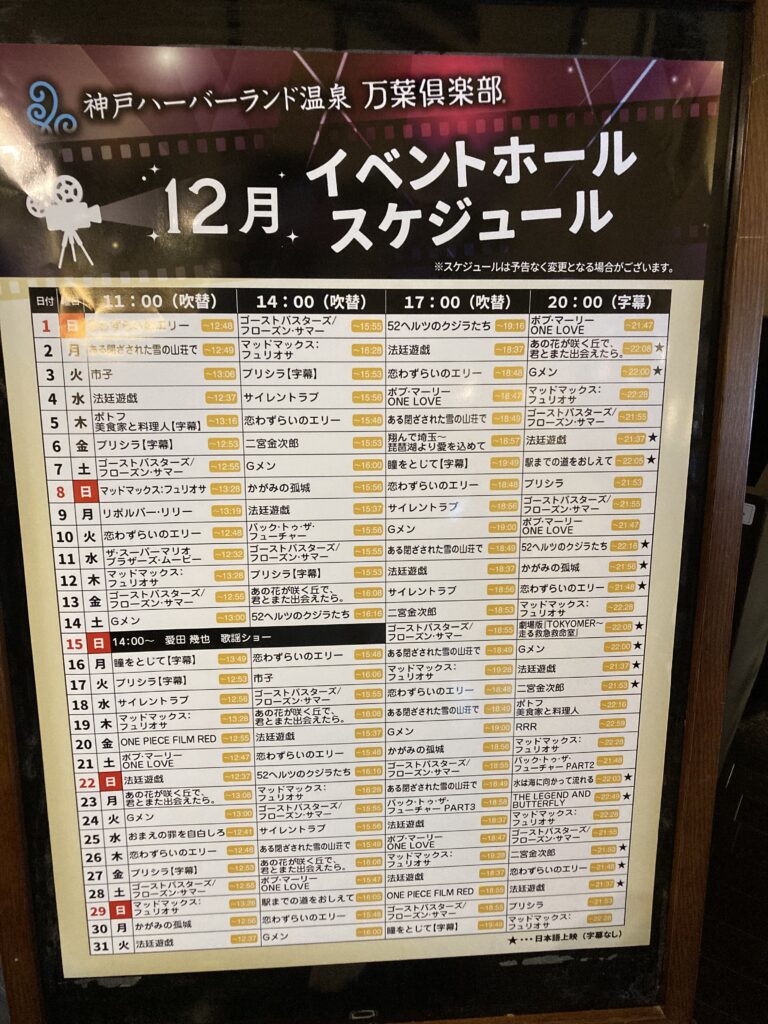 神戸ハーバーランド温泉 万葉倶楽部
12月 イベントホール
スケジュール
※スケジュールは予告なく変更となる場合がございます。
日付 曜日 11：00（吹替） 14：00（吹替） 17：00（吹替） 20：00（字幕）
1 日 恋わずらいのエリー ～12:48 ゴーストバスターズ/フローズン・サマー ～15:55 52ヘルツのクジラたち ～19:16 ボブ・マーリー ONE LOVE ～21:47
2 月 ある閉ざされた雪の山荘で ～12:49 マッドマックス：フュリオサ ～16:28 法廷遊戯 ～18:37 あの花が咲く丘で、君とまた出会えたら。 ～22:08 ★
3 火 市子 ～13:06 プリシラ【字幕】 ～15:53 恋わずらいのエリー ～18:48 Gメン ～22:00 ★
4 水 法廷遊戯 ～12:37 サイレントラブ ～15:56 ボブ・マーリー ONE LOVE ～18:47 マッドマックス：フュリオサ ～22:28
5 木 ポトフ 美食家と料理人【字幕】 ～13:16 恋わずらいのエリー ～15:48 ある閉ざされた雪の山荘で ～18:49 ゴーストバスターズ/フローズン・サマー ～21:55
6 金 プリシラ【字幕】 ～12:53 二宮金次郎 ～15:53 翔んで埼玉～琵琶湖より愛を込めて ～18:57 法廷遊戯 ～21:37 ★
7 土 ゴーストバスターズ/フローズン・サマー ～12:55 Gメン ～16:00 瞳をとじて【字幕】 ～19:49 駅までの道をおしえて ～22:05 ★
8 日 マッドマックス：フュリオサ ～13:28 かがみの孤城 ～15:56 恋わずらいのエリー ～18:48 プリシラ ～21:53
9 月 リボルバー・リリー ～13:19 法廷遊戯 ～15:37 サイレントラブ ～18:56 ゴーストバスターズ/フローズン・サマー ～21:55
10 火 恋わずらいのエリー ～12:48 バック・トゥ・ザ・フューチャー ～15:56 Gメン ～19:00 ボブ・マーリー ONE LOVE ～21:47
11 水 ザ・スーパーマリオ ブラザーズ・ムービー ～12:32 ゴーストバスターズ/フローズン・サマー ～15:55 ある閉ざされた雪の山荘で ～18:49 52ヘルツのクジラたち ～22:16 ★
12 木 マッドマックス：フュリオサ ～13:28 プリシラ【字幕】 ～15:53 法廷遊戯 ～18:37 かがみの孤城 ～21:56 ★
13 金 ゴーストバスターズ/フローズン・サマー ～12:55 あの花が咲く丘で、君とまた出会えたら。 ～16:08 サイレントラブ ～18:56 恋わずらいのエリー ～21:48 ★
14 土 Gメン ～13:00 52ヘルツのクジラたち ～16:16 二宮金次郎 ～18:53 マッドマックス：フュリオサ ～22:28
15 日 14:00～ 愛田 幾也 歌謡ショー ゴーストバスターズ/フローズン・サマー ～18:55 劇場版『TOKYOMER～走る救急救命室』 ～22:08 ★
16 月 瞳をとじて【字幕】 ～13:49 恋わずらいのエリー ～15:48 ある閉ざされた雪の山荘で ～18:49 Gメン ～22:00 ★
17 火 プリシラ【字幕】 ～12:53 市子 ～16:06 マッドマックス：フュリオサ ～19:28 法廷遊戯 ～21:37 ★
18 水 サイレントラブ ～12:56 ゴーストバスターズ/フローズン・サマー ～15:55 恋わずらいのエリー ～18:48 二宮金次郎 ～21:53 ★
19 木 マッドマックス：フュリオサ ～13:28 あの花が咲く丘で、君とまた出会えたら。 ～16:08 ある閉ざされた雪の山荘で ～18:49 ポトフ 美食家と料理人 ～22:16
20 金 ONE PIECE FILM RED ～12:55 法廷遊戯 ～15:37 Gメン ～19:00 RRR ～22:59
21 土 ボブ・マーリー ONE LOVE ～12:47 恋わずらいのエリー ～15:48 かがみの孤城 ～18:56 マッドマックス：フュリオサ ～22:28
22 日 法廷遊戯 ～12:37 52ヘルツのクジラたち ～16:16 ゴーストバスターズ/フローズン・サマー ～18:55 バック・トゥ・ザ・フューチャー PART2 ～21:48
23 月 あの花が咲く丘で、君とまた出会えたら。 ～13:08 マッドマックス：フュリオサ ～16:28 ある閉ざされた雪の山荘で ～18:49 水は海に向かって流れる ～22:03 ★
24 火 Gメン ～13:00 ゴーストバスターズ/フローズン・サマー ～15:55 バック・トゥ・ザ・フューチャー PART3 ～18:58 THE LEGEND AND BUTTERFLY ～22:48 ★
25 水 おまえの罪を自白しろ ～12:41 サイレントラブ ～15:56 法廷遊戯 ～18:37 マッドマックス：フュリオサ ～22:28
26 木 恋わずらいのエリー ～12:48 ある閉ざされた雪の山荘で ～15:49 ボブ・マーリー ONE LOVE ～18:47 ゴーストバスターズ/フローズン・サマー ～21:55
27 金 プリシラ【字幕】 ～12:53 あの花が咲く丘で、君とまた出会えたら。 ～16:08 マッドマックス：フュリオサ ～19:28 二宮金次郎 ～21:53 ★
28 土 ゴーストバスターズ/フローズン・サマー ～12:55 ボブ・マーリー ONE LOVE ～15:47 法廷遊戯 ～18:37 恋わずらいのエリー ～21:48 ★
29 日 マッドマックス：フュリオサ ～13:28 駅までの道をおしえて ～16:05 ONE PIECE FILM RED ～18:55 法廷遊戯 ～21:37 ★
30 月 かがみの孤城 ～12:56 恋わずらいのエリー ～15:48 ゴーストバスターズ/フローズン・サマー ～18:55 プリシラ ～21:53
31 火 法廷遊戯 ～12:37 Gメン ～16:00 瞳をとじて【字幕】 ～19:49 マッドマックス：フュリオサ ～22:28
★･･･日本語上映（字幕なし）